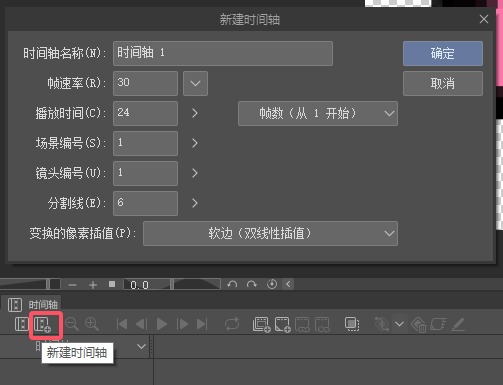 新建时间轴
时间轴名称(N): 时间轴 1
确定
帧速率(R): 30
取消
播放时间(C): 24
帧数（从 1 开始）
场景编号(S): 1
镜头编号(U): 1
分割线(E): 6
变换的像素插值(P): 软边（双线性插值）
0.0
时间轴
新建时间轴